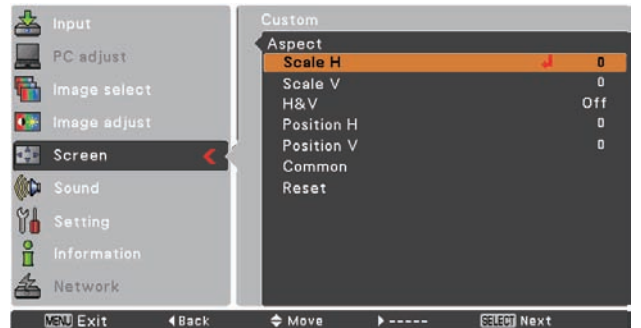 Input
PC adjust
Image select
Image adjust
Screen
Sound
Setting
Information
Network
Custom
Aspect
Scale H 0
Scale V 0
H&V Off
Position H 0
Position V 0
Common
Reset
MENU Exit Back Move ----- SELECT Next